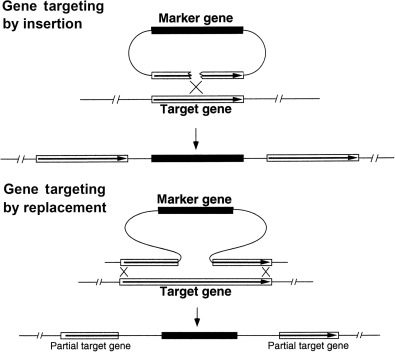 Gene targeting
by insertion
Marker gene
Target gene
Gene targeting
by replacement
Marker gene
Target gene
Partial target gene
Partial target gene